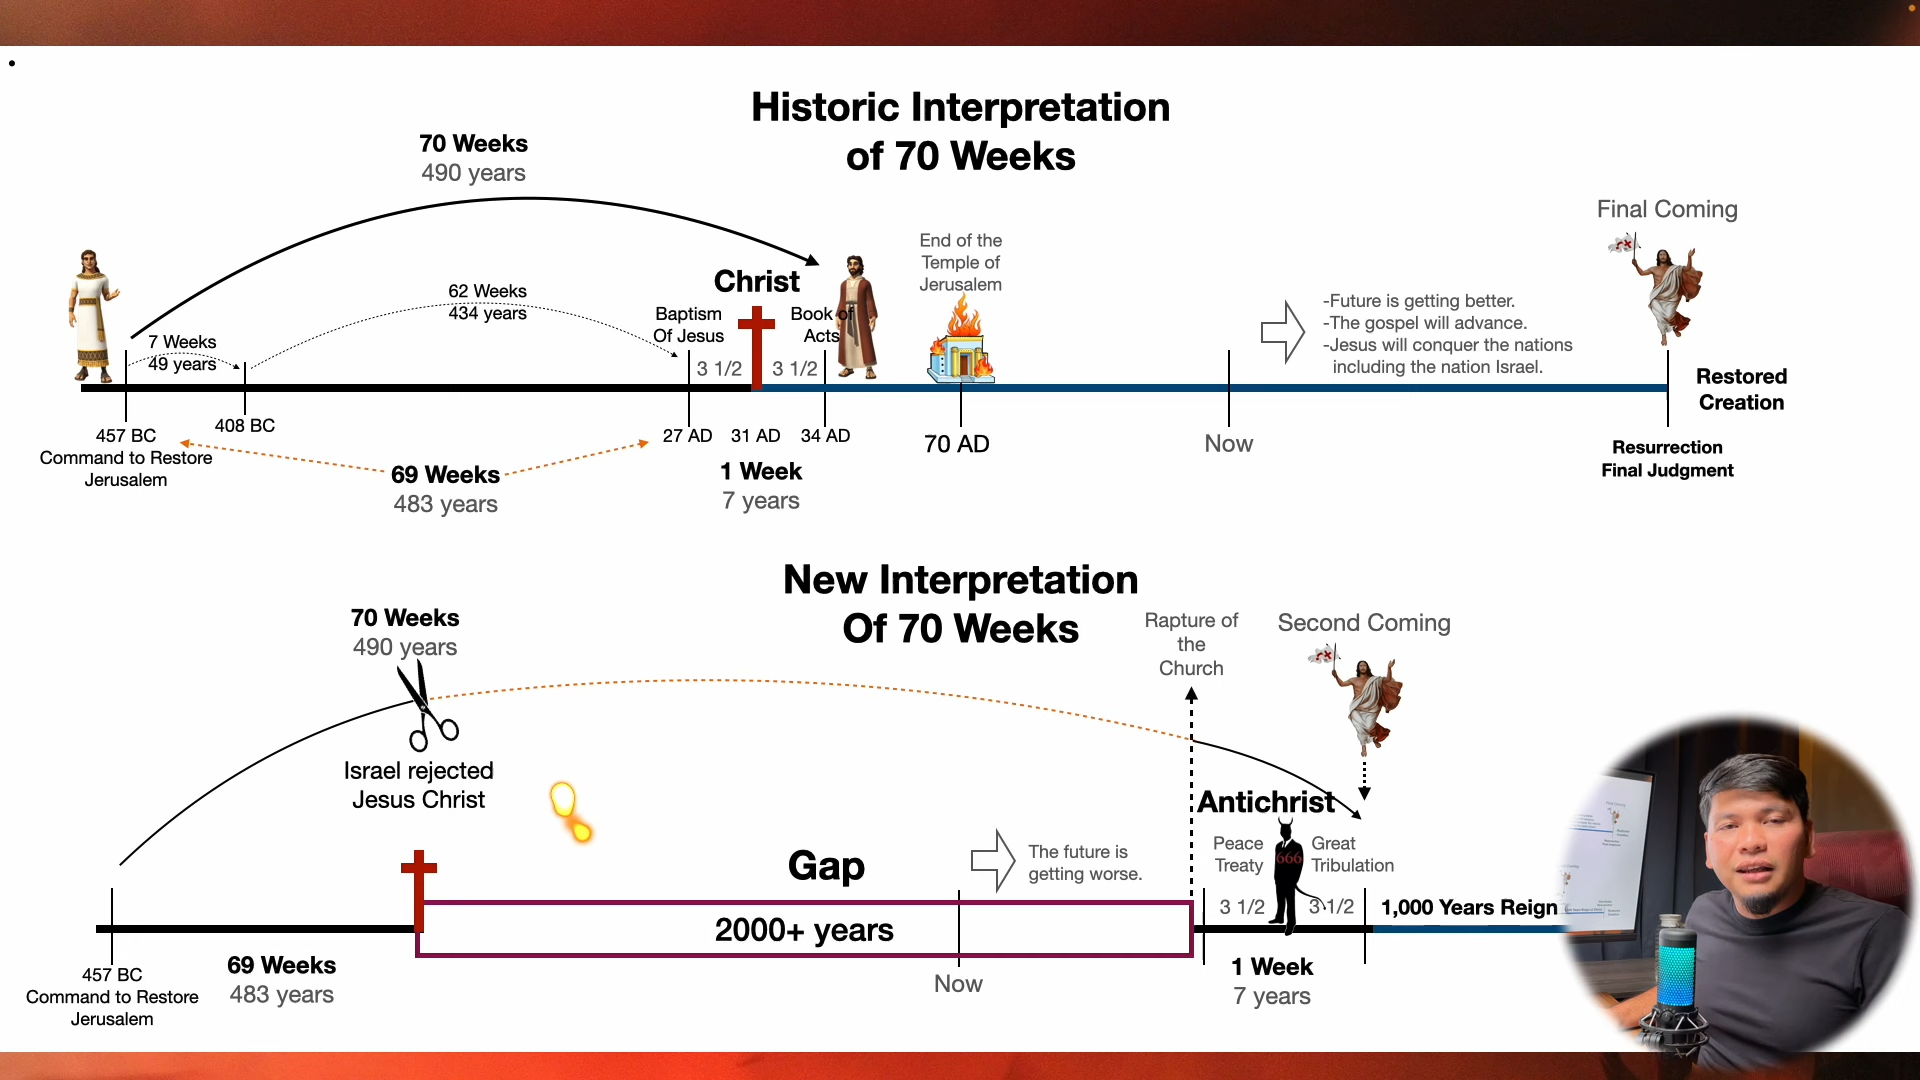 Historic Interpretation
of 70 Weeks
70 Weeks
490 years
Final Coming
End of the
Temple of
Jerusalem
Christ
62 Weeks
434 years
Baptism
Of Jesus
Book of
Acts
7 Weeks
49 years
3 1/2
3 1/2
-Future is getting better.
-The gospel will advance.
-Jesus will conquer the nations
including the nation Israel.
Restored
Creation
457 BC
Command to Restore
Jerusalem
408 BC
69 Weeks
483 years
27 AD
31 AD
34 AD
1 Week
7 years
70 AD
Now
Resurrection
Final Judgment
New Interpretation
Of 70 Weeks
70 Weeks
490 years
Rapture of
the
Church
Second Coming
Israel rejected
Jesus Christ
Antichrist
Peace
Treaty
666
Great
Tribulation
Gap
The future is
getting worse.
3 1/2
3 1/2
1,000 Years Reign
2000+ years
457 BC
Command to Restore
Jerusalem
69 Weeks
483 years
Now
1 Week
7 years